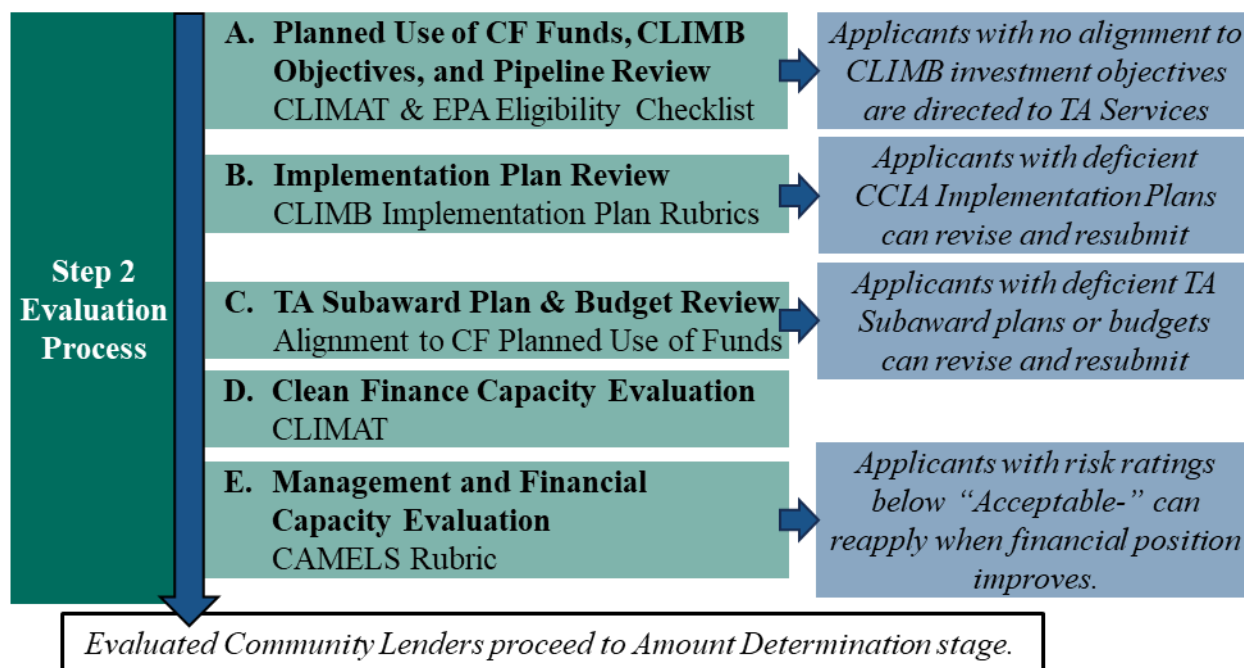 Step 2
Evaluation
Process
A. Planned Use of CF Funds, CLIMB
Objectives, and Pipeline Review
CLIMAT & EPA Eligibility Checklist
Applicants with no alignment to
CLIMB investment objectives
are directed to TA Services
B. Implementation Plan Review
CLIMB Implementation Plan Rubrics
Applicants with deficient
CCIA Implementation Plans
can revise and resubmit
C. TA Subaward Plan & Budget Review
Alignment to CF Planned Use of Funds
Applicants with deficient TA
Subaward plans or budgets
can revise and resubmit
D. Clean Finance Capacity Evaluation
CLIMAT
E. Management and Financial
Capacity Evaluation
CAMELS Rubric
Applicants with risk ratings
below “Acceptable-” can
reapply when financial position
improves.
Evaluated Community Lenders proceed to Amount Determination stage.